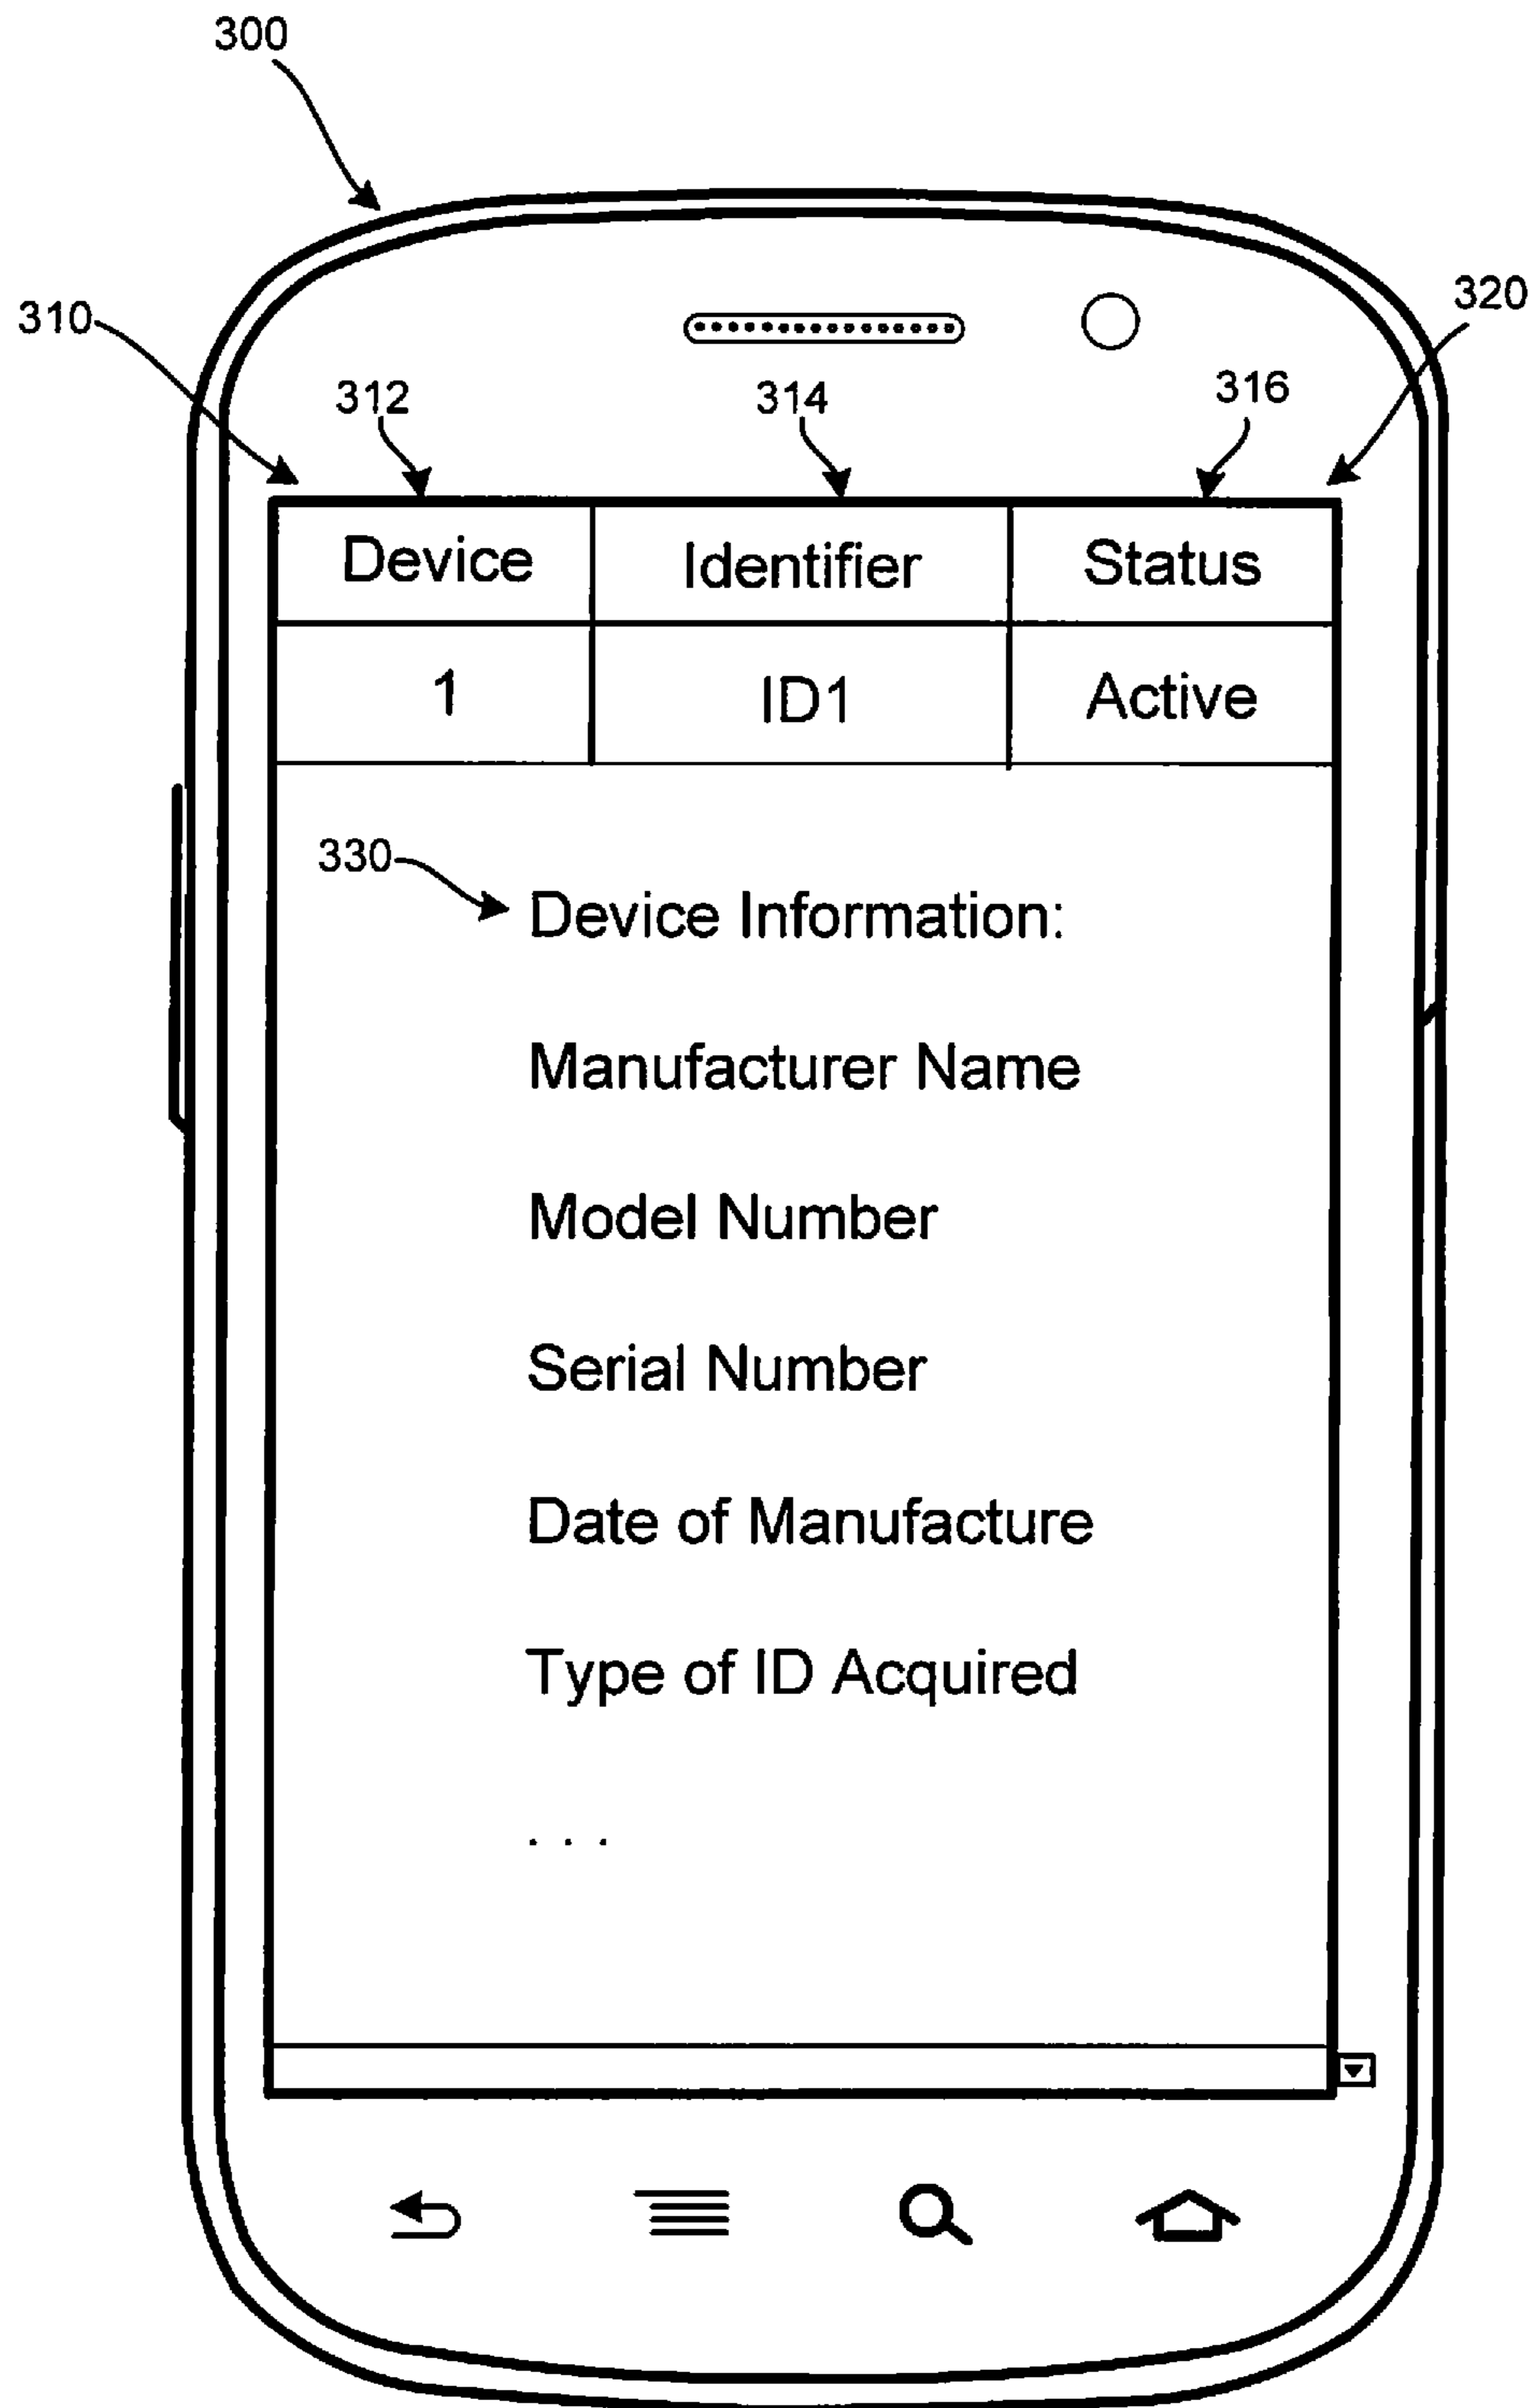 300
310
320
312 314 316
Device Identifier Status
1 ID1 Active
330
Device Information:
Manufacturer Name
Model Number
Serial Number
Date of Manufacture
Type of ID Acquired
. . .